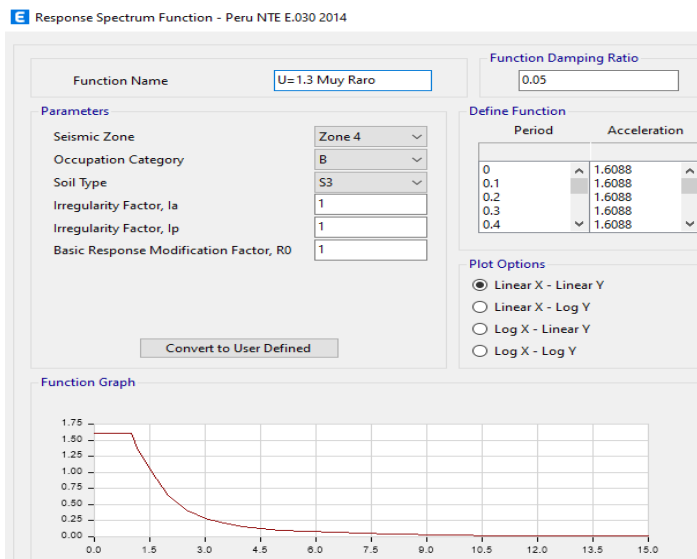 E Response Spectrum Function - Peru NTE E.030 2014
Function Name U=1.3 Muy Raro
Function Damping Ratio
0.05
Parameters
Seismic Zone Zone 4
Occupation Category B
Soil Type S3
Irregularity Factor, Ia 1
Irregularity Factor, Ip 1
Basic Response Modification Factor, R0 1
Convert to User Defined
Define Function
Period Acceleration
0 1.6088
0.1 1.6088
0.2 1.6088
0.3 1.6088
0.4 1.6088
Plot Options
Linear X - Linear Y
Linear X - Log Y
Log X - Linear Y
Log X - Log Y
Function Graph
1.75
1.50
1.25
1.00
0.75
0.50
0.25
0.00
0.0 1.5 3.0 4.5 6.0 7.5 9.0 10.5 12.0 13.5 15.0